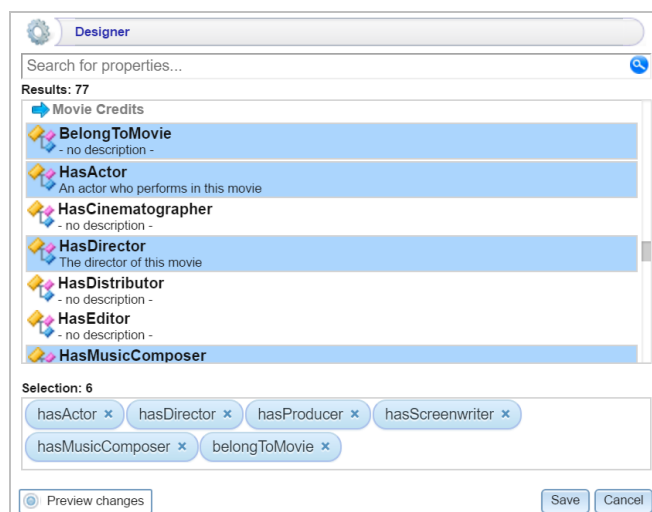 Designer
Search for properties...
Results: 77
Movie Credits
BelongToMovie
- no description -
HasActor
An actor who performs in this movie
HasCinematographer
- no description -
HasDirector
The director of this movie
HasDistributor
- no description -
HasEditor
- no description -
HasMusicComposer
Selection: 6
hasActor × hasDirector × hasProducer × hasScreenwriter ×
hasMusicComposer × belongToMovie ×
Preview changes Save Cancel